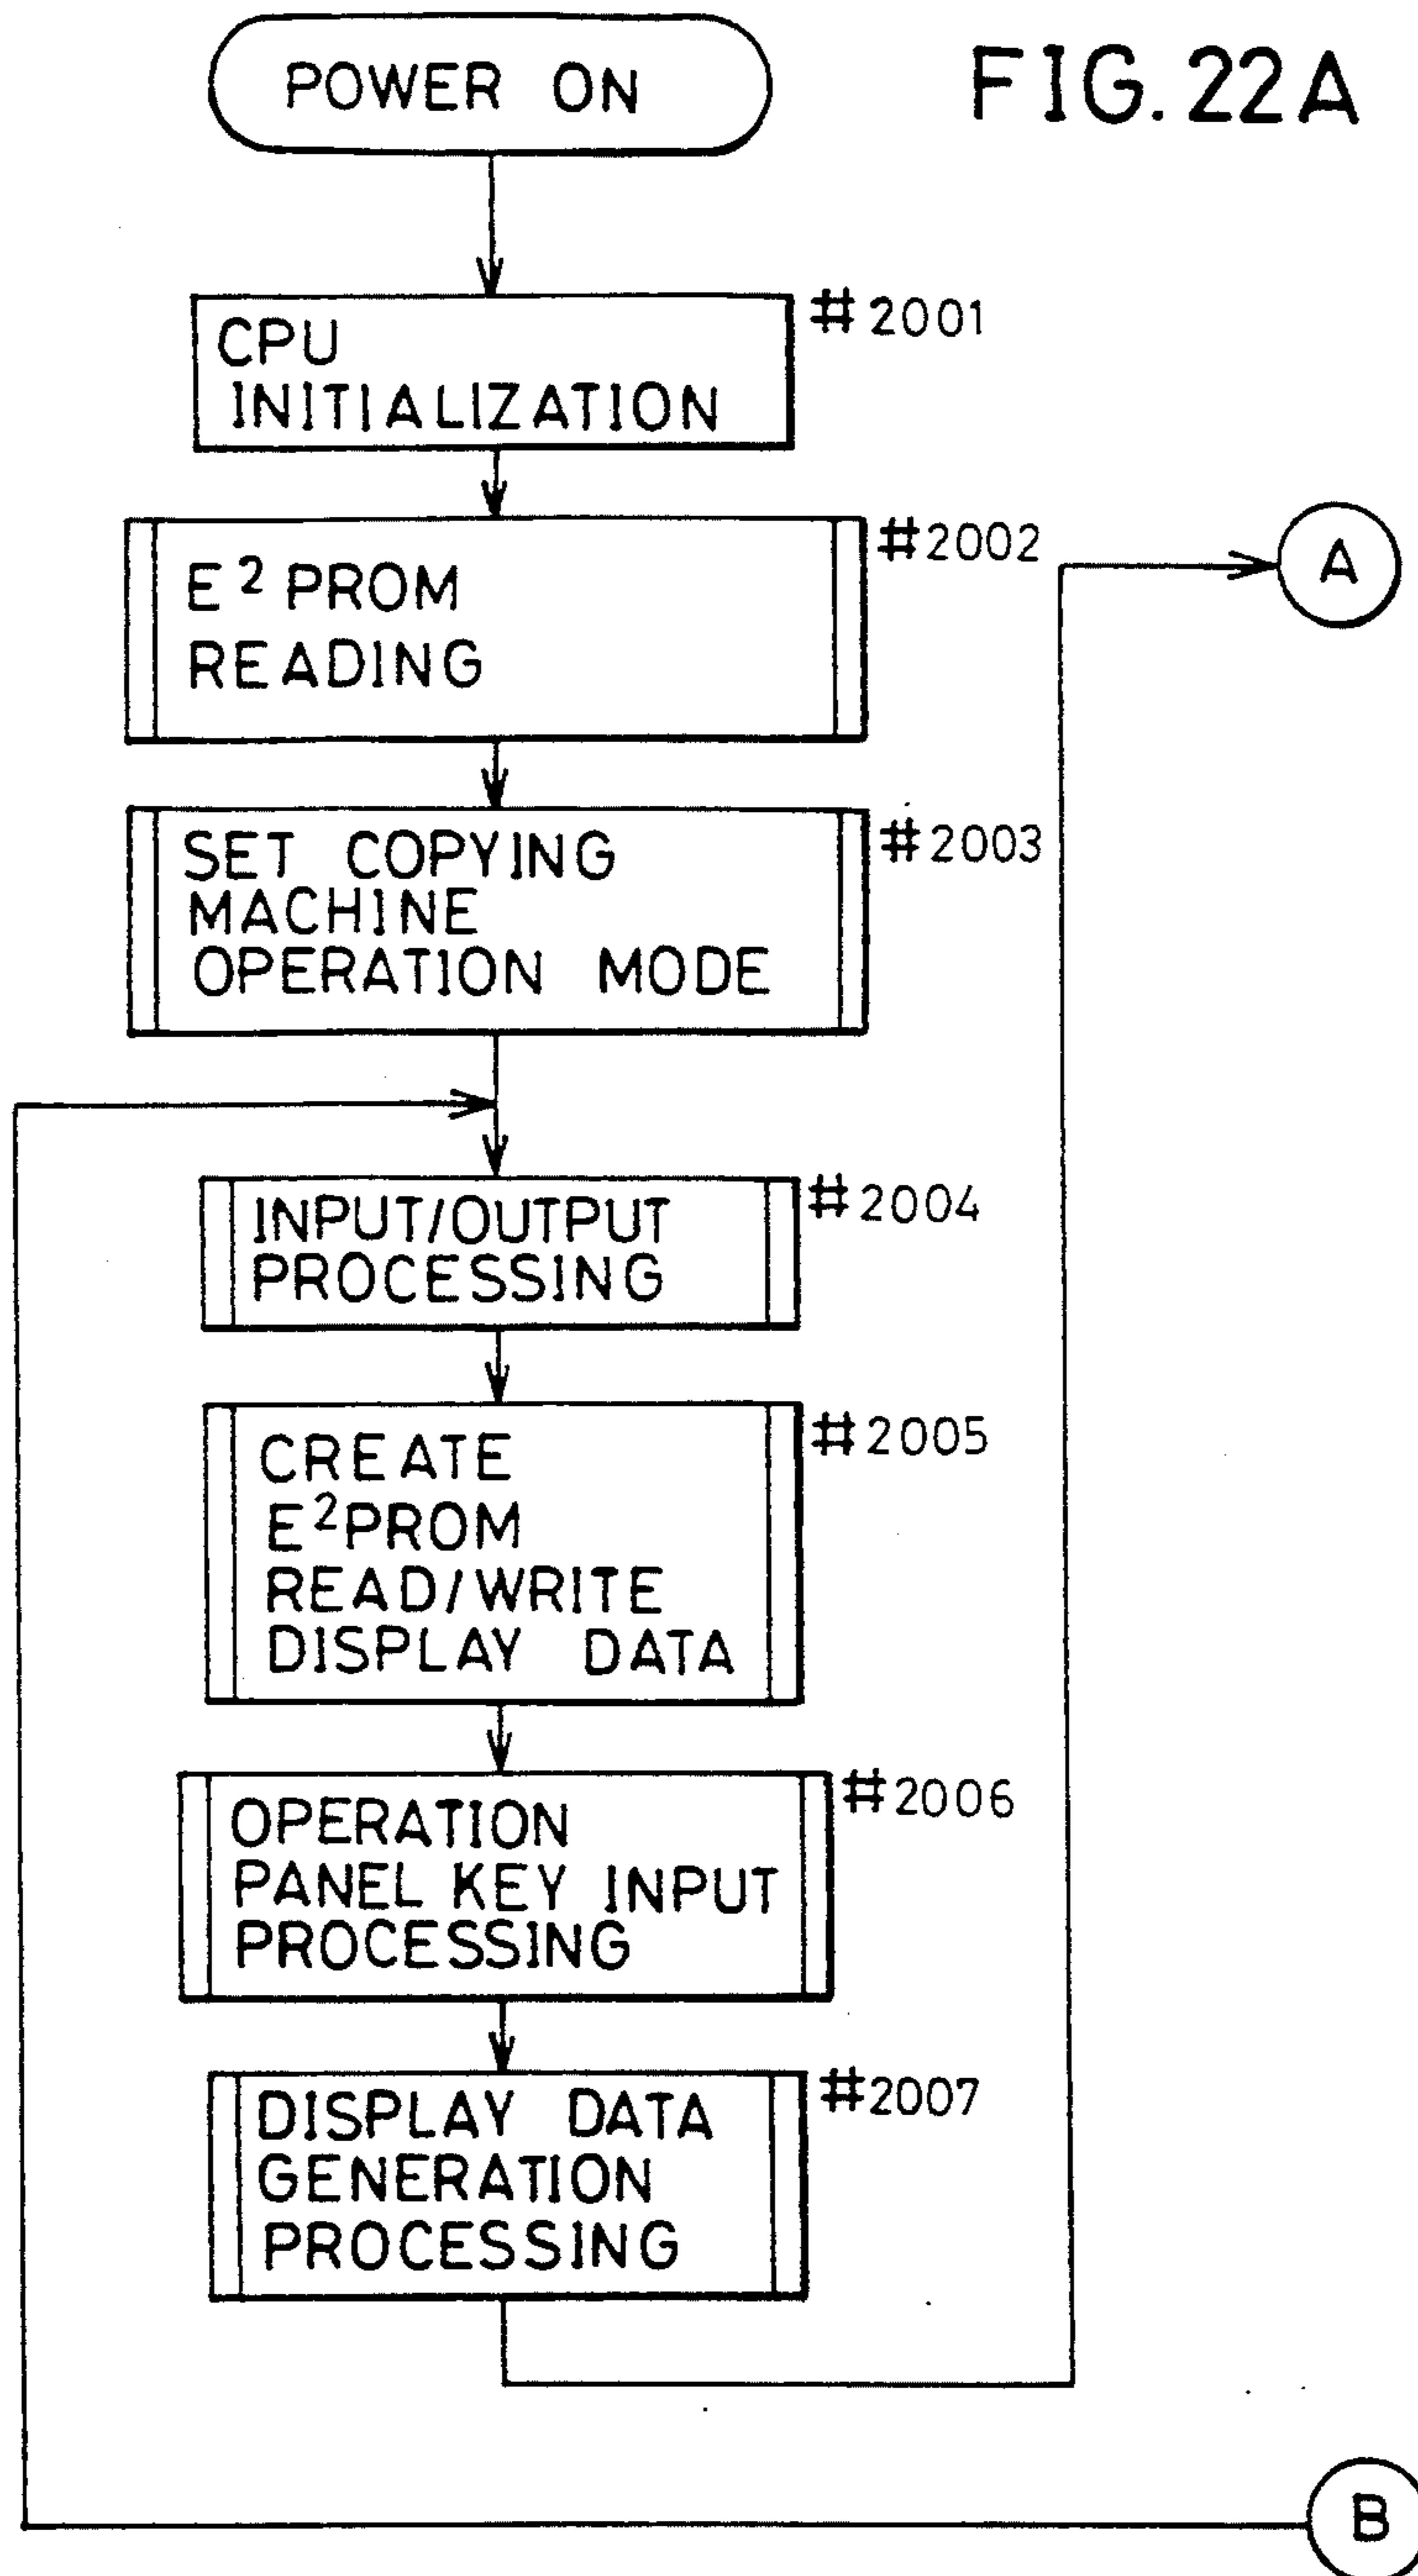 POWER ON
FIG. 22A
CPU
INITIALIZATION
#2001
E² PROM
READING
#2002
A
SET COPYING
MACHINE
OPERATION MODE
#2003
INPUT/OUTPUT
PROCESSING
#2004
CREATE
E²PROM
READ/WRITE
DISPLAY DATA
#2005
OPERATION
PANEL KEY INPUT
PROCESSING
#2006
DISPLAY DATA
GENERATION
PROCESSING
#2007
B